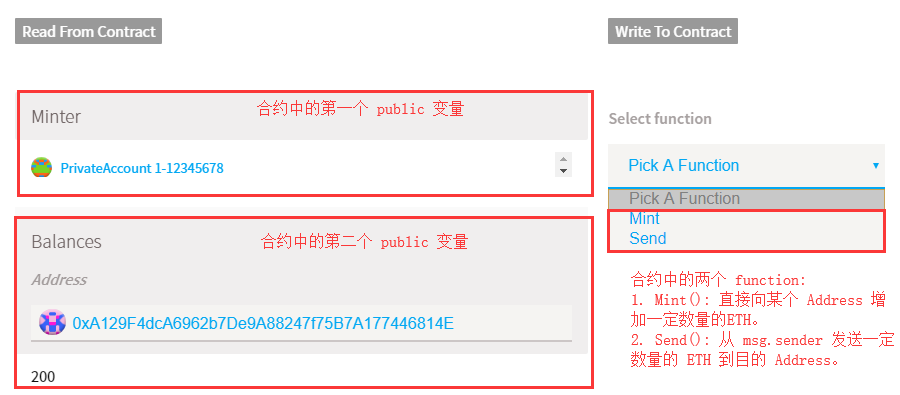 Read From Contract
Write To Contract
Minter
合约中的第一个 public 变量
PrivateAccount 1-12345678
Select function
Pick A Function
Pick A Function
Mint
Send
Balances
合约中的第二个 public 变量
Address
0xA129F4dcA6962b7De9A88247f75B7A177446814E
200
合约中的两个 function:
1. Mint(): 直接向某个 Address 增
加一定数量的ETH。
2. Send(): 从 msg.sender 发送一定
数量的 ETH 到目的 Address。